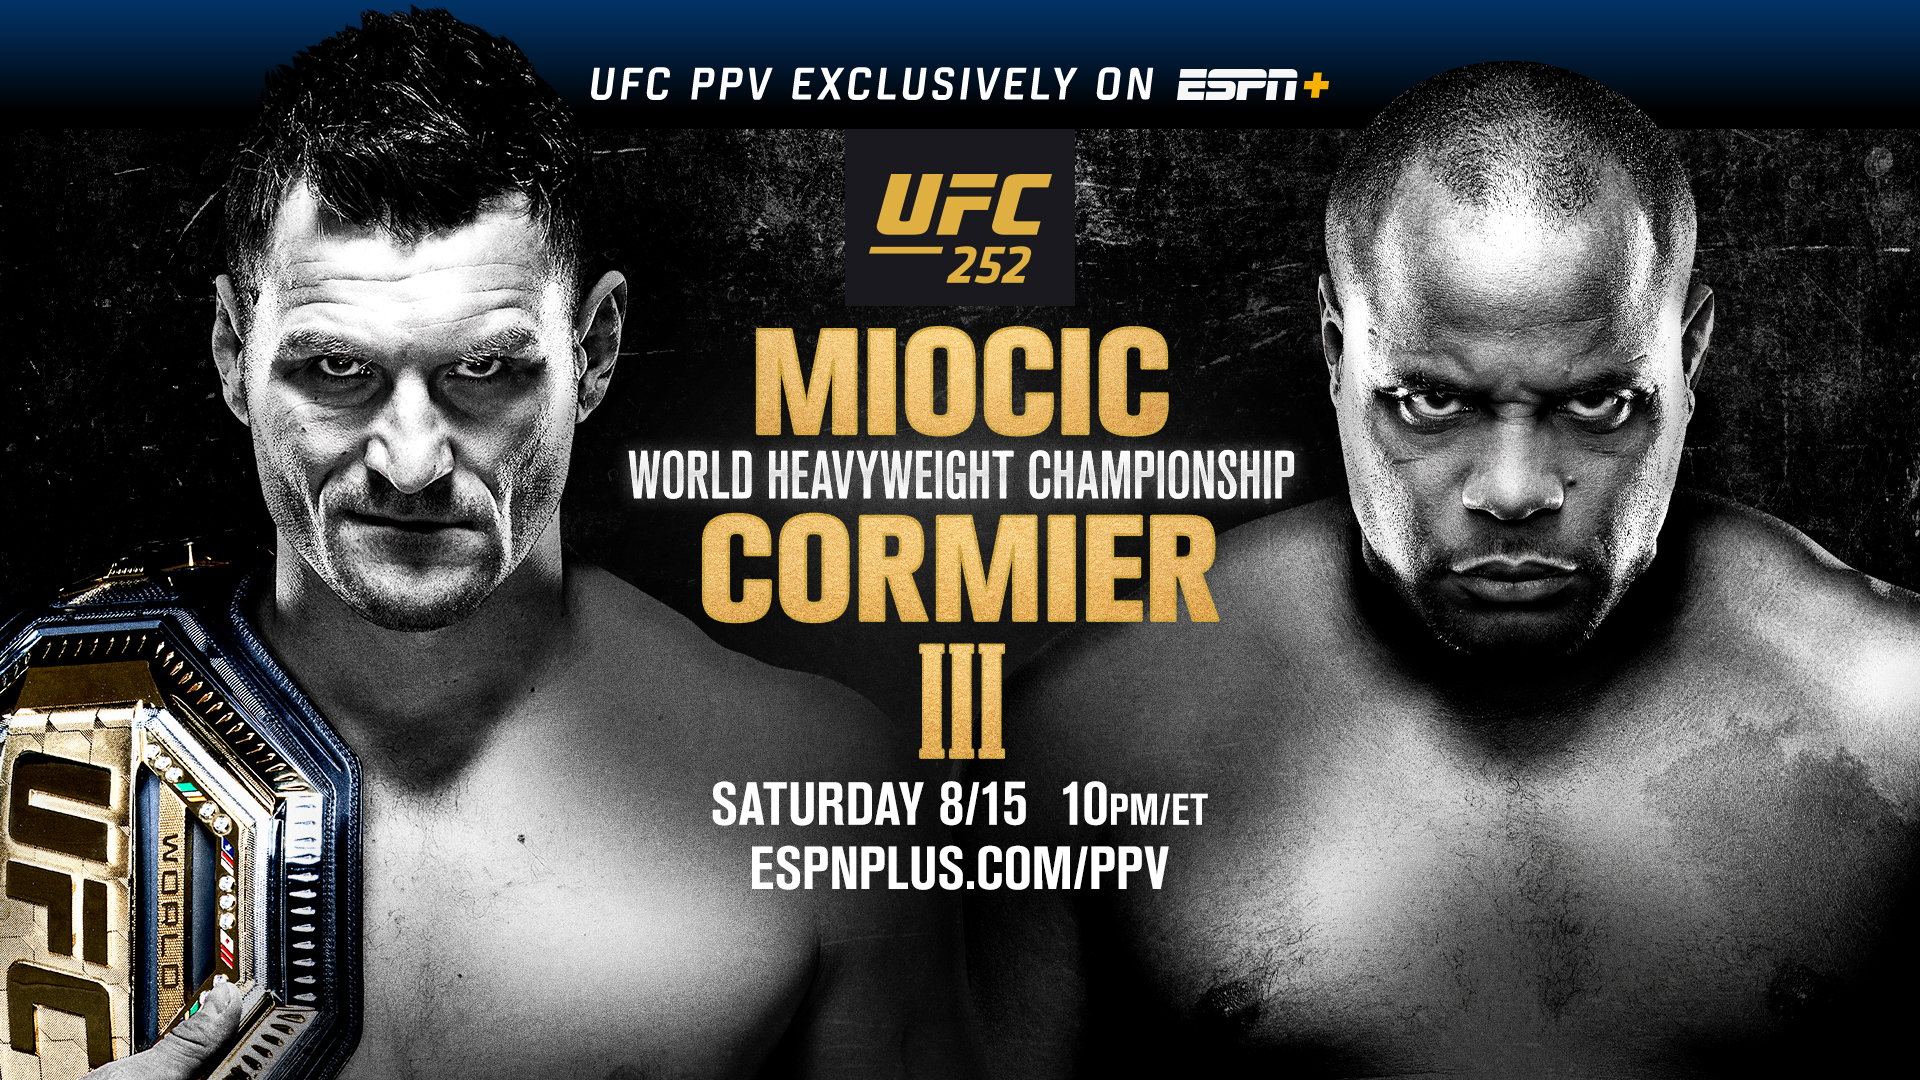 UFC PPV EXCLUSIVELY ON ESPN+
UFC
252
MIOCIC
WORLD HEAVYWEIGHT CHAMPIONSHIP
CORMIER
III
SATURDAY 8/15 10PM/ET
ESPNPLUS.COM/PPV
UFC
WORLD